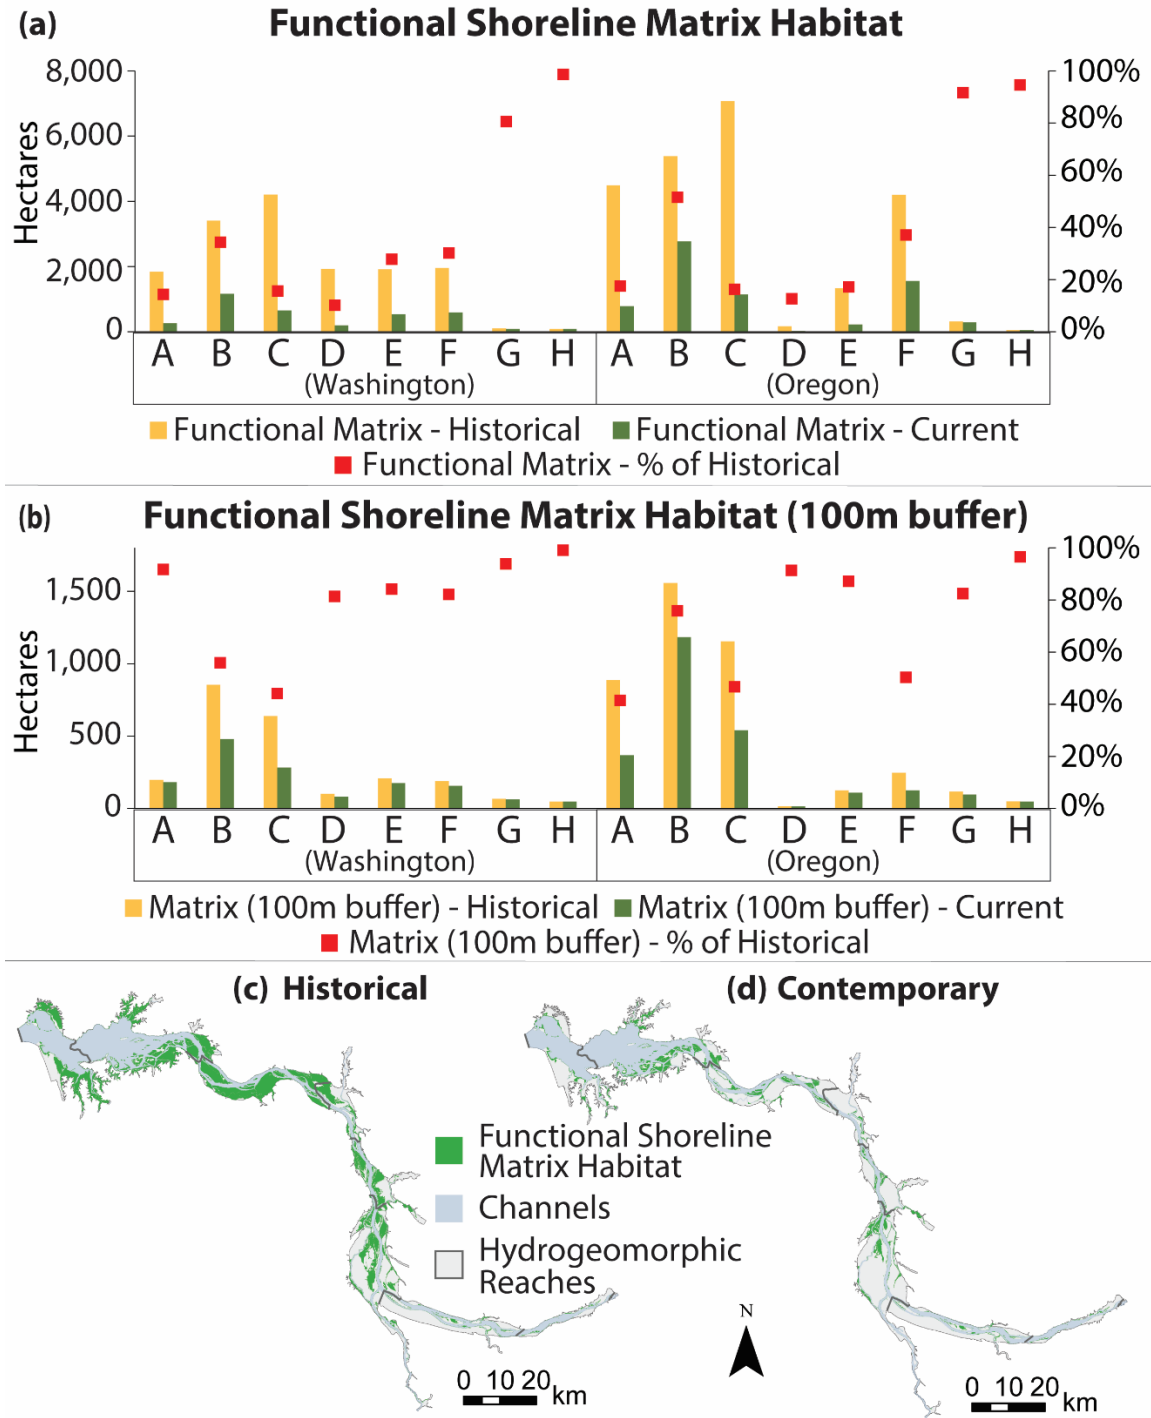 (a) Functional Shoreline Matrix Habitat
8,000
6,000
4,000
2,000
0
Hectares
100%
80%
60%
40%
20%
0%
A B C D E F G H A B C D E F G H
(Washington) (Oregon)
Functional Matrix - Historical Functional Matrix - Current
Functional Matrix - % of Historical
(b) Functional Shoreline Matrix Habitat (100m buffer)
1,500
1,000
500
0
Hectares
100%
80%
60%
40%
20%
0%
A B C D E F G H A B C D E F G H
(Washington) (Oregon)
Matrix (100m buffer) - Historical Matrix (100m buffer) - Current
Matrix (100m buffer) - % of Historical
(c) Historical (d) Contemporary
Functional Shoreline
Matrix Habitat
Channels
Hydrogeomorphic
Reaches
N
0 10 20 km
0 10 20 km